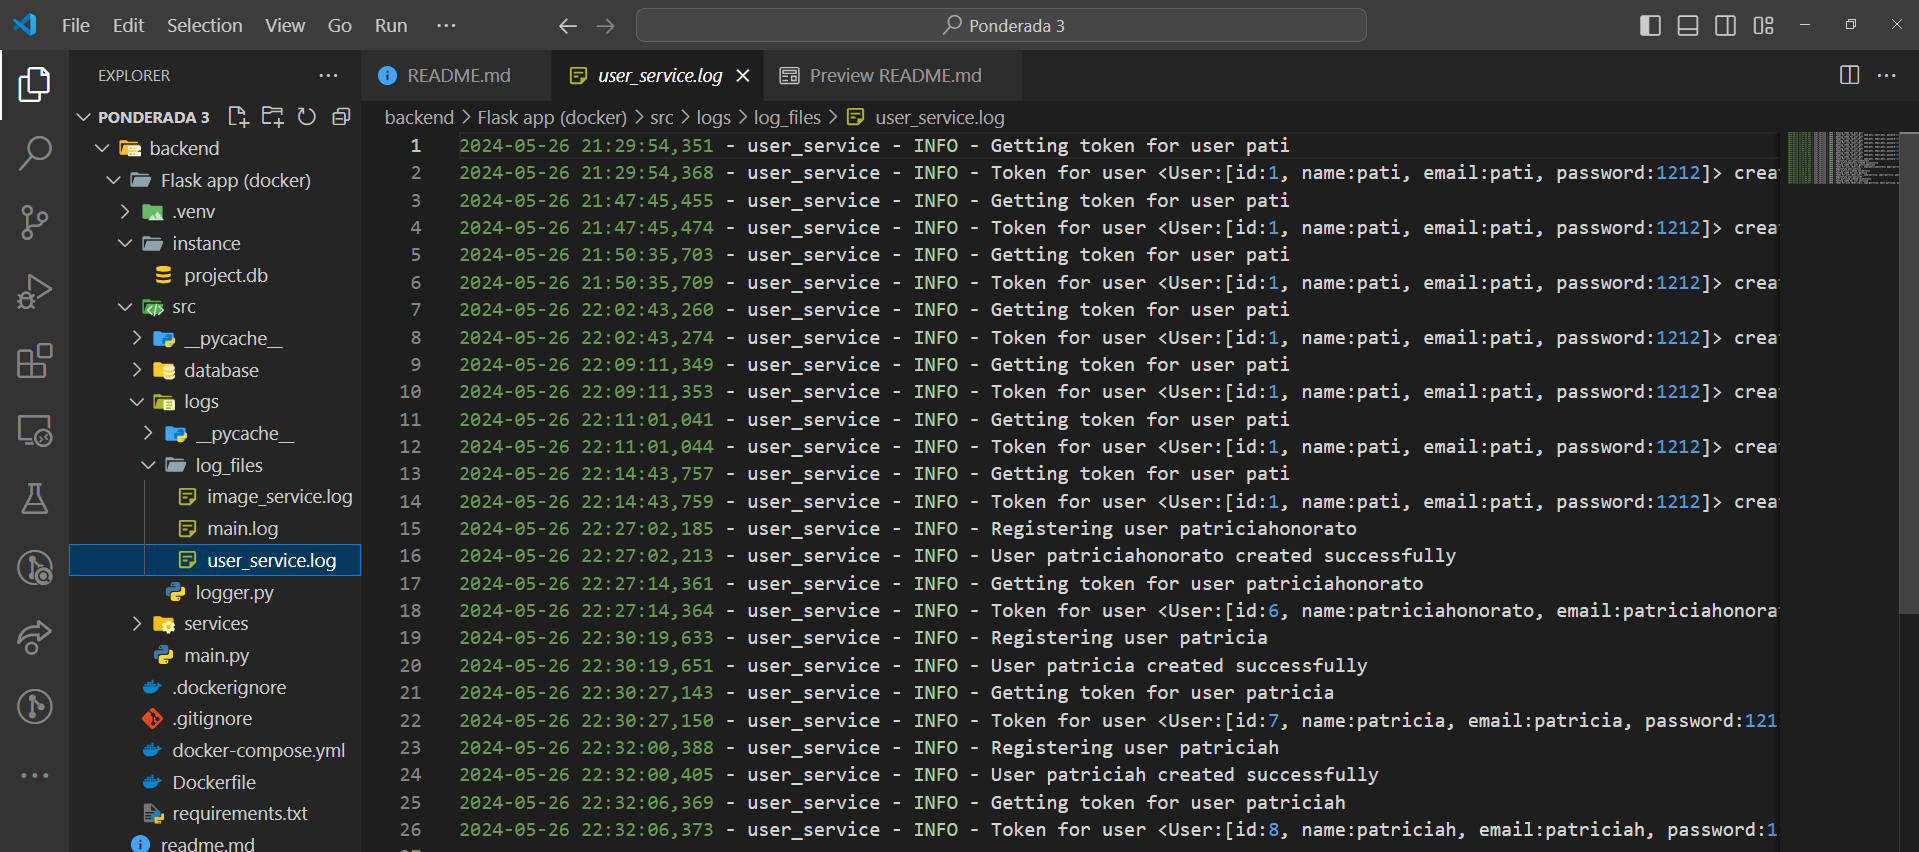 File Edit Selection View Go Run ···
Ponderada 3
EXPLORER ···
README.md
user_service.log
Preview README.md
PONDERADA 3
backend > Flask app (docker) > src > logs > log_files > user_service.log
backend
Flask app (docker)
.venv
instance
project.db
src
__pycache__
database
logs
__pycache__
log_files
image_service.log
main.log
user_service.log
logger.py
services
main.py
.dockerignore
.gitignore
docker-compose.yml
Dockerfile
requirements.txt
readme.md
1 2024-05-26 21:29:54,351 - user_service - INFO - Getting token for user pati
2 2024-05-26 21:29:54,368 - user_service - INFO - Token for user <User:[id:1, name:pati, email:pati, password:1212]> crea
3 2024-05-26 21:47:45,455 - user_service - INFO - Getting token for user pati
4 2024-05-26 21:47:45,474 - user_service - INFO - Token for user <User:[id:1, name:pati, email:pati, password:1212]> crea
5 2024-05-26 21:50:35,703 - user_service - INFO - Getting token for user pati
6 2024-05-26 21:50:35,709 - user_service - INFO - Token for user <User:[id:1, name:pati, email:pati, password:1212]> crea
7 2024-05-26 22:02:43,260 - user_service - INFO - Getting token for user pati
8 2024-05-26 22:02:43,274 - user_service - INFO - Token for user <User:[id:1, name:pati, email:pati, password:1212]> crea
9 2024-05-26 22:09:11,349 - user_service - INFO - Getting token for user pati
10 2024-05-26 22:09:11,353 - user_service - INFO - Token for user <User:[id:1, name:pati, email:pati, password:1212]> crea
11 2024-05-26 22:11:01,041 - user_service - INFO - Getting token for user pati
12 2024-05-26 22:11:01,044 - user_service - INFO - Token for user <User:[id:1, name:pati, email:pati, password:1212]> crea
13 2024-05-26 22:14:43,757 - user_service - INFO - Getting token for user pati
14 2024-05-26 22:14:43,759 - user_service - INFO - Token for user <User:[id:1, name:pati, email:pati, password:1212]> crea
15 2024-05-26 22:27:02,185 - user_service - INFO - Registering user patriciahonorato
16 2024-05-26 22:27:02,213 - user_service - INFO - User patriciahonorato created successfully
17 2024-05-26 22:27:14,361 - user_service - INFO - Getting token for user patriciahonorato
18 2024-05-26 22:27:14,364 - user_service - INFO - Token for user <User:[id:6, name:patriciahonorato, email:patriciahonorat
19 2024-05-26 22:30:19,633 - user_service - INFO - Registering user patricia
20 2024-05-26 22:30:19,651 - user_service - INFO - User patricia created successfully
21 2024-05-26 22:30:27,143 - user_service - INFO - Getting token for user patricia
22 2024-05-26 22:30:27,150 - user_service - INFO - Token for user <User:[id:7, name:patricia, email:patricia, password:121
23 2024-05-26 22:32:00,388 - user_service - INFO - Registering user patriciah
24 2024-05-26 22:32:00,405 - user_service - INFO - User patriciah created successfully
25 2024-05-26 22:32:06,369 - user_service - INFO - Getting token for user patriciah
26 2024-05-26 22:32:06,373 - user_service - INFO - Token for user <User:[id:8, name:patriciah, email:patriciah, password:1